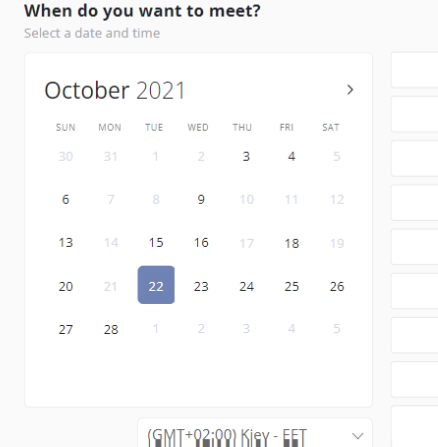 When do you want to meet?
Select a date and time
October 2021
SUN MON TUE WED THU FRI SAT
30 31 1 2 3 4 5
6 7 8 9 10 11 12
13 14 15 16 17 18 19
20 21 22 23 24 25 26
27 28 1 2 3 4 5
(GMT+02:00) Kiev - EET